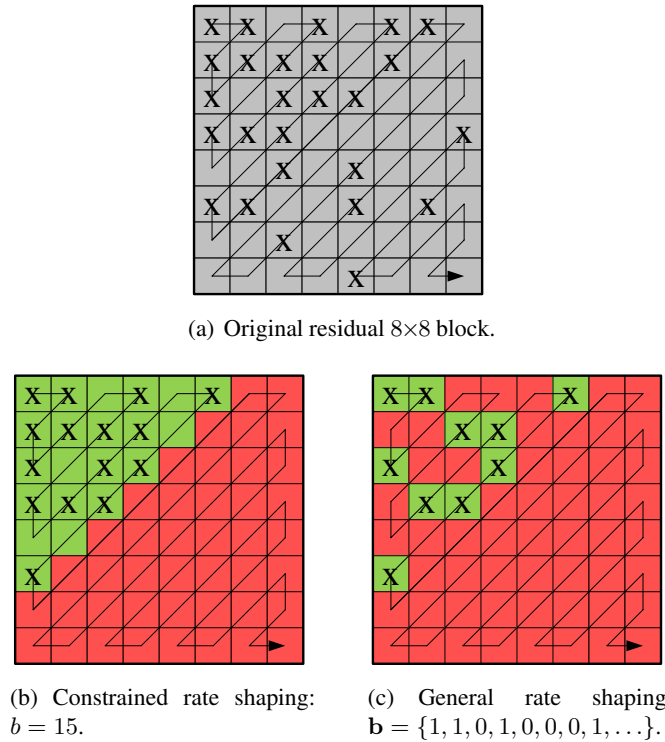 X X X X X
X X X X X
X X X X
X X X X
X X
X X X X
X
X
(a) Original residual 8×8 block.
X X X X
X X X X
X X X
X X X
X
(b) Constrained rate shaping:
b = 15.
X X X
X X
X X
X X
X
(c) General rate shaping
b = {1, 1, 0, 1, 0, 0, 0, 1, . . .}.